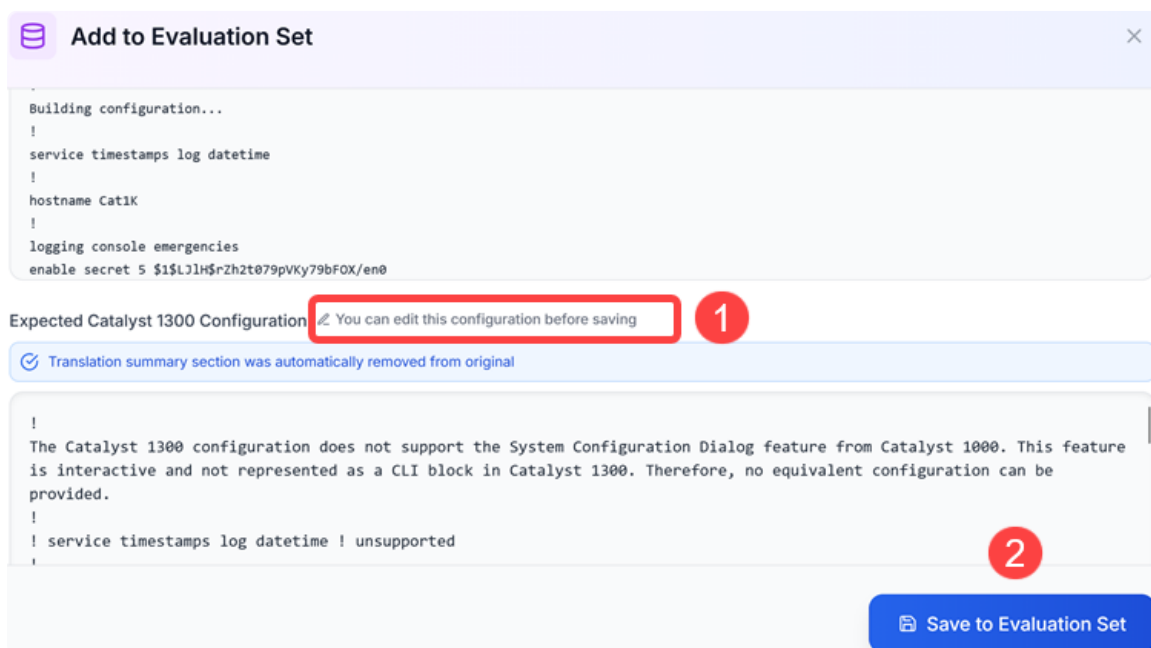 Add to Evaluation Set
Building configuration...
!
service timestamps log datetime
!
hostname Cat1K
!
logging console emergencies
enable secret 5 $1$LJlH$rZh2t079pVKy79bFOX/en0
Expected Catalyst 1300 Configuration You can edit this configuration before saving
1
Translation summary section was automatically removed from original
!
The Catalyst 1300 configuration does not support the System Configuration Dialog feature from Catalyst 1000. This feature
is interactive and not represented as a CLI block in Catalyst 1300. Therefore, no equivalent configuration can be
provided.
!
! service timestamps log datetime ! unsupported
!
2
Save to Evaluation Set